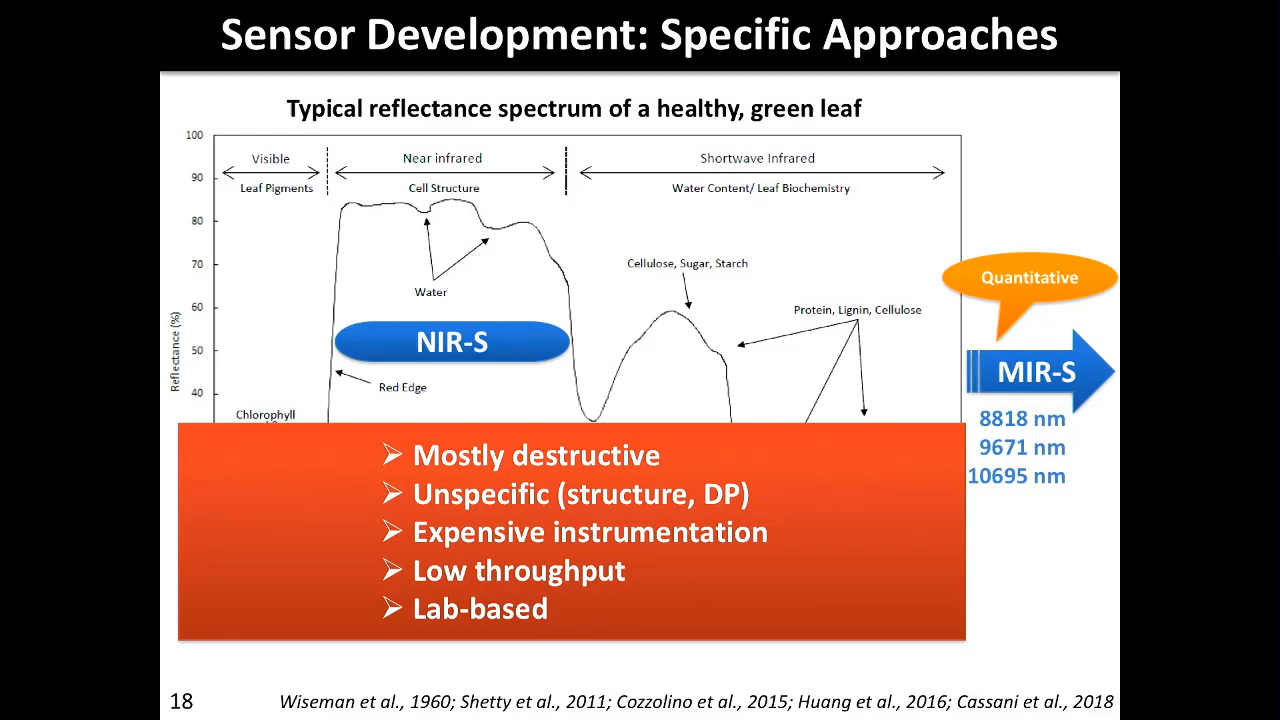 Sensor Development: Specific Approaches
Typical reflectance spectrum of a healthy, green leaf
100
90
80
70
60
50
40
Reflectance (%)
Visible
Near infrared
Shortwave Infrared
Leaf Pigments
Cell Structure
Water Content/ Leaf Biochemistry
Water
Cellulose, Sugar, Starch
Protein, Lignin, Cellulose
Quantitative
NIR-S
MIR-S
Red Edge
Chlorophyll
8818 nm
9671 nm
10695 nm
➢ Mostly destructive
➢ Unspecific (structure, DP)
➢ Expensive instrumentation
➢ Low throughput
➢ Lab-based
18
Wiseman et al., 1960; Shetty et al., 2011; Cozzolino et al., 2015; Huang et al., 2016; Cassani et al., 2018